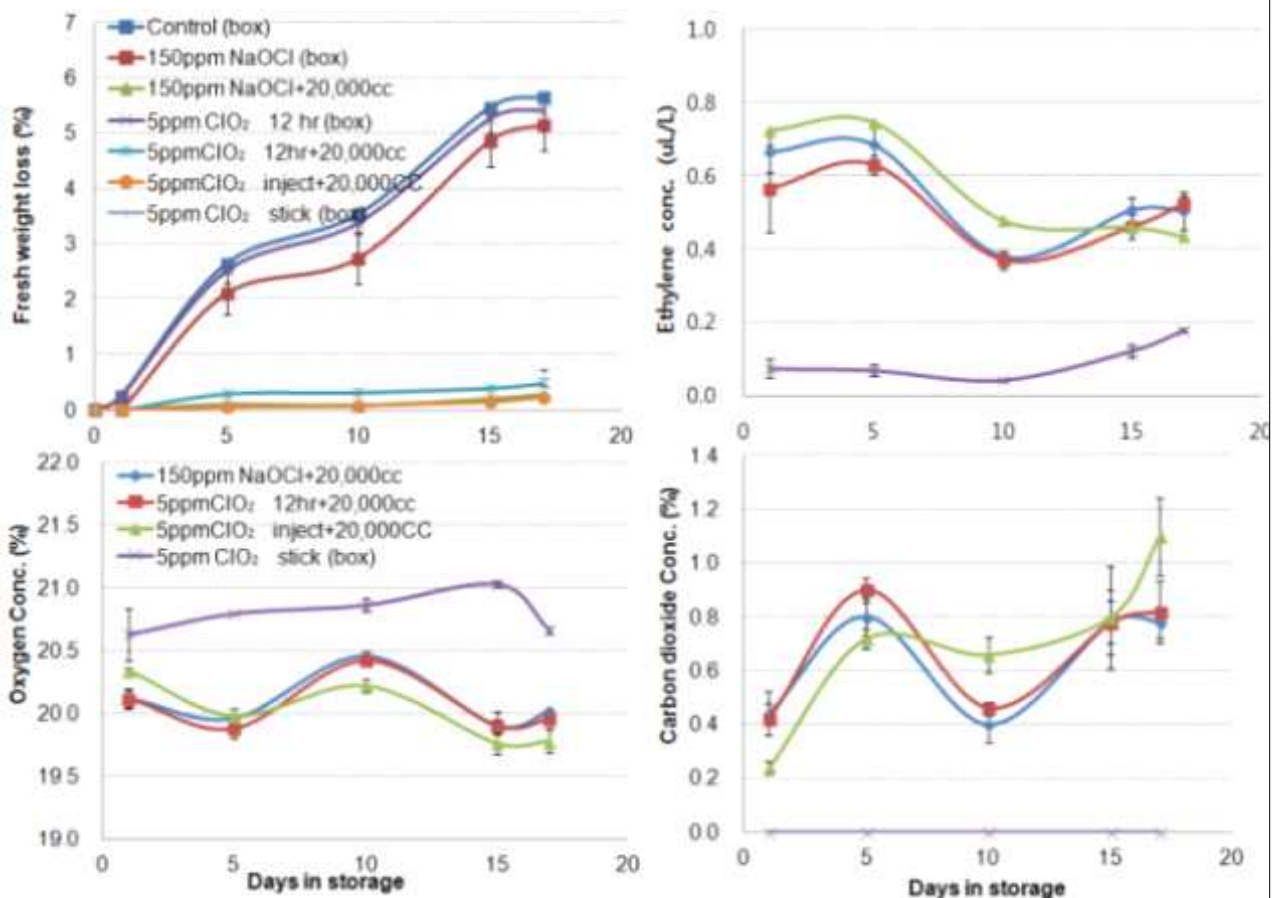 7
6
5
4
3
2
1
0
Fresh weight loss (%)
Control (box)
150ppm NaOCl (box)
150ppm NaOCl+20,000cc
5ppm ClO₂ 12 hr (box)
5ppmClO₂ 12hr+20,000cc
5ppmClO₂ inject+20,000CC
5ppm ClO₂ stick (box)
0 5 10 15 20
1.0
0.8
0.6
0.4
0.2
0.0
Ethylene conc. (uL/L)
0 5 10 15 20
22.0
21.5
21.0
20.5
20.0
19.5
19.0
Oxygen Conc. (%)
150ppm NaOCl+20,000cc
5ppmClO₂ 12hr+20,000cc
5ppmClO₂ inject+20,000CC
5ppm ClO₂ stick (box)
0 5 10 15 20
Days in storage
1.4
1.2
1.0
0.8
0.6
0.4
0.2
0.0
Carbon dioxide Conc. (%)
0 5 10 15 20
Days in storage